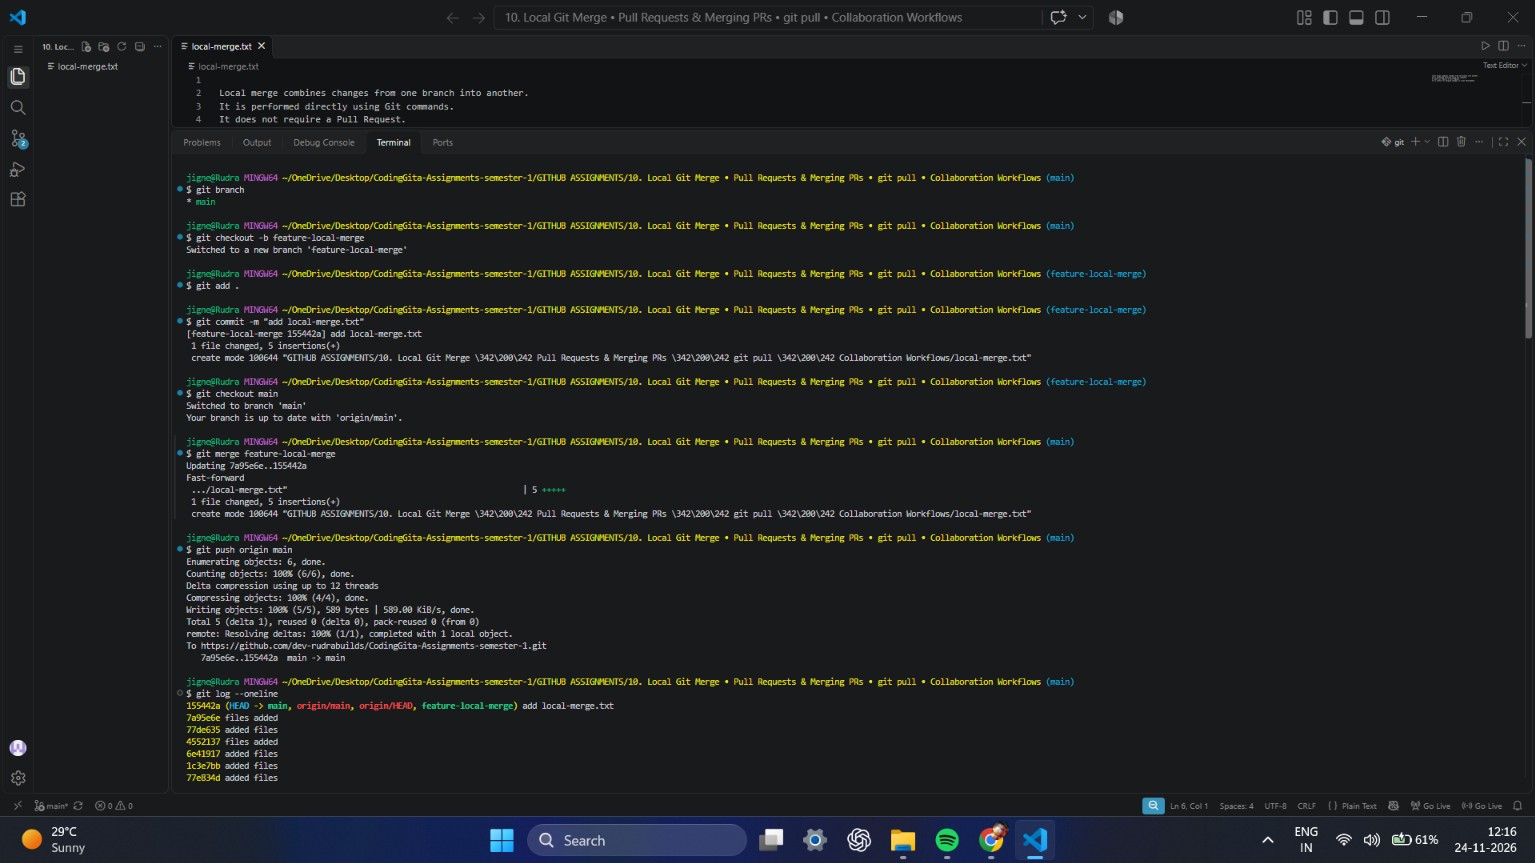 10. Local Git Merge • Pull Requests & Merging PRs • git pull • Collaboration Workflows
10. Loc...
local-merge.txt
local-merge.txt
local-merge.txt
Text Editor
1
2 Local merge combines changes from one branch into another.
3 It is performed directly using Git commands.
4 It does not require a Pull Request.
Problems Output Debug Console Terminal Ports
git
jigne@Rudra MINGW64 ~/OneDrive/Desktop/CodingGita-Assignments-semester-1/GITHUB ASSIGNMENTS/10. Local Git Merge • Pull Requests & Merging PRs • git pull • Collaboration Workflows (main)
$ git branch
* main
jigne@Rudra MINGW64 ~/OneDrive/Desktop/CodingGita-Assignments-semester-1/GITHUB ASSIGNMENTS/10. Local Git Merge • Pull Requests & Merging PRs • git pull • Collaboration Workflows (main)
$ git checkout -b feature-local-merge
Switched to a new branch 'feature-local-merge'
jigne@Rudra MINGW64 ~/OneDrive/Desktop/CodingGita-Assignments-semester-1/GITHUB ASSIGNMENTS/10. Local Git Merge • Pull Requests & Merging PRs • git pull • Collaboration Workflows (feature-local-merge)
$ git add .
jigne@Rudra MINGW64 ~/OneDrive/Desktop/CodingGita-Assignments-semester-1/GITHUB ASSIGNMENTS/10. Local Git Merge • Pull Requests & Merging PRs • git pull • Collaboration Workflows (feature-local-merge)
$ git commit -m "add local-merge.txt"
[feature-local-merge 155442a] add local-merge.txt
1 file changed, 5 insertions(+)
create mode 100644 "GITHUB ASSIGNMENTS/10. Local Git Merge \342\200\242 Pull Requests & Merging PRs \342\200\242 git pull \342\200\242 Collaboration Workflows/local-merge.txt"
jigne@Rudra MINGW64 ~/OneDrive/Desktop/CodingGita-Assignments-semester-1/GITHUB ASSIGNMENTS/10. Local Git Merge • Pull Requests & Merging PRs • git pull • Collaboration Workflows (feature-local-merge)
$ git checkout main
Switched to branch 'main'
Your branch is up to date with 'origin/main'.
jigne@Rudra MINGW64 ~/OneDrive/Desktop/CodingGita-Assignments-semester-1/GITHUB ASSIGNMENTS/10. Local Git Merge • Pull Requests & Merging PRs • git pull • Collaboration Workflows (main)
$ git merge feature-local-merge
Updating 7a95e6e..155442a
Fast-forward
.../local-merge.txt" | 5 +++++
1 file changed, 5 insertions(+)
create mode 100644 "GITHUB ASSIGNMENTS/10. Local Git Merge \342\200\242 Pull Requests & Merging PRs \342\200\242 git pull \342\200\242 Collaboration Workflows/local-merge.txt"
jigne@Rudra MINGW64 ~/OneDrive/Desktop/CodingGita-Assignments-semester-1/GITHUB ASSIGNMENTS/10. Local Git Merge • Pull Requests & Merging PRs • git pull • Collaboration Workflows (main)
$ git push origin main
Enumerating objects: 6, done.
Counting objects: 100% (6/6), done.
Delta compression using up to 12 threads
Compressing objects: 100% (4/4), done.
Writing objects: 100% (5/5), 589 bytes | 589.00 KiB/s, done.
Total 5 (delta 1), reused 0 (delta 0), pack-reused 0 (from 0)
remote: Resolving deltas: 100% (1/1), completed with 1 local object.
To https://github.com/dev-rudrabuilds/CodingGita-Assignments-semester-1.git
7a95e6e..155442a main -> main
jigne@Rudra MINGW64 ~/OneDrive/Desktop/CodingGita-Assignments-semester-1/GITHUB ASSIGNMENTS/10. Local Git Merge • Pull Requests & Merging PRs • git pull • Collaboration Workflows (main)
$ git log --oneline
155442a (HEAD -> main, origin/main, origin/HEAD, feature-local-merge) add local-merge.txt
7a95e6e files added
77de635 added files
4552137 files added
6e41917 added files
1c3e7bb added files
77e834d added files
main* 0 0 Ln 6, Col 1 Spaces: 4 UTF-8 CRLF { } Plain Text Go Live Go Live
29°C
Sunny
Search
ENG
IN
61%
12:16
24-11-2026